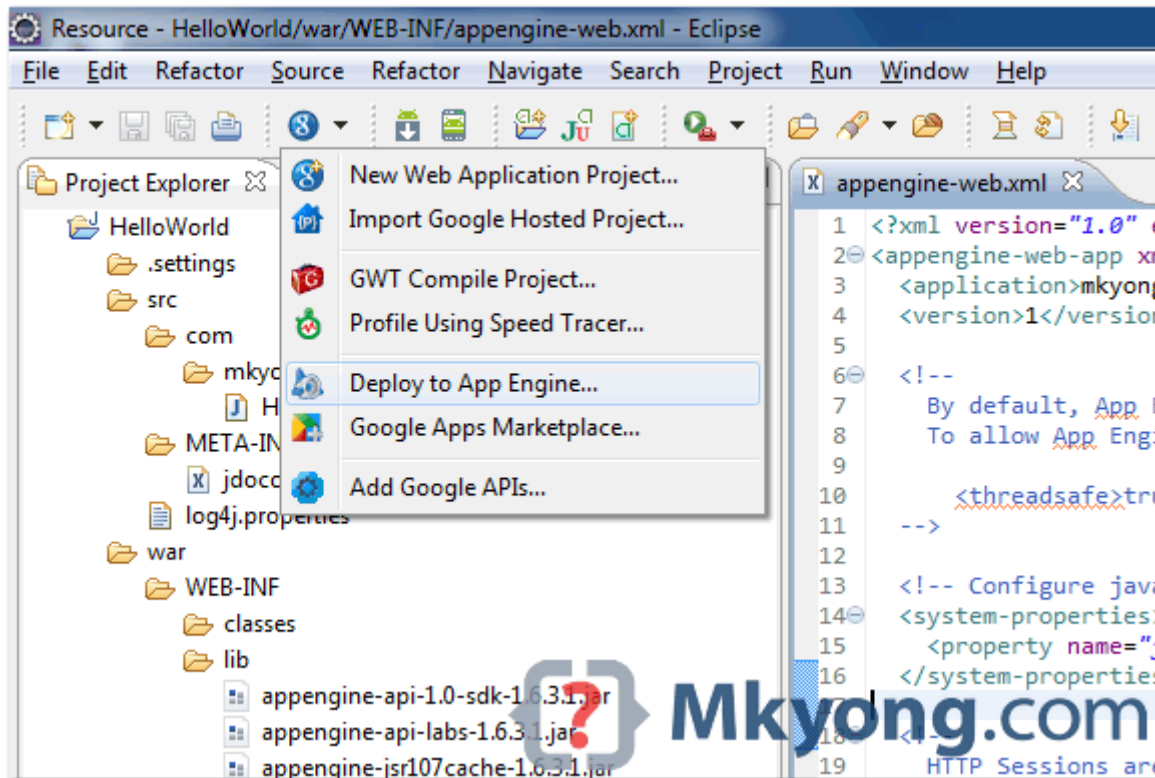 Resource - HelloWorld/war/WEB-INF/appengine-web.xml - Eclipse
File Edit Refactor Source Refactor Navigate Search Project Run Window Help
Project Explorer
HelloWorld
.settings
src
com
META-IN
log4j.properties
war
WEB-INF
classes
lib
appengine-api-1.0-sdk-1.6.3.1.jar
appengine-api-labs-1.6.3.1.jar
appengine-jsr107cache-1.6.3.1.jar
New Web Application Project...
Import Google Hosted Project...
GWT Compile Project...
Profile Using Speed Tracer...
Deploy to App Engine...
Google Apps Marketplace...
Add Google APIs...
appengine-web.xml
1 <?xml version="1.0"
2 <appengine-web-app
3 <application>mkyong
4 <version>1</version
5
6 <!--
7 By default, App
8 To allow App Engi
9
10 <threadsafe>tru
11 -->
12
13 <!-- Configure java
14 <system-properties
15 <property name="
16 </system-properties
17
18 <!--
19 HTTP Sessions are
Mkyong.com